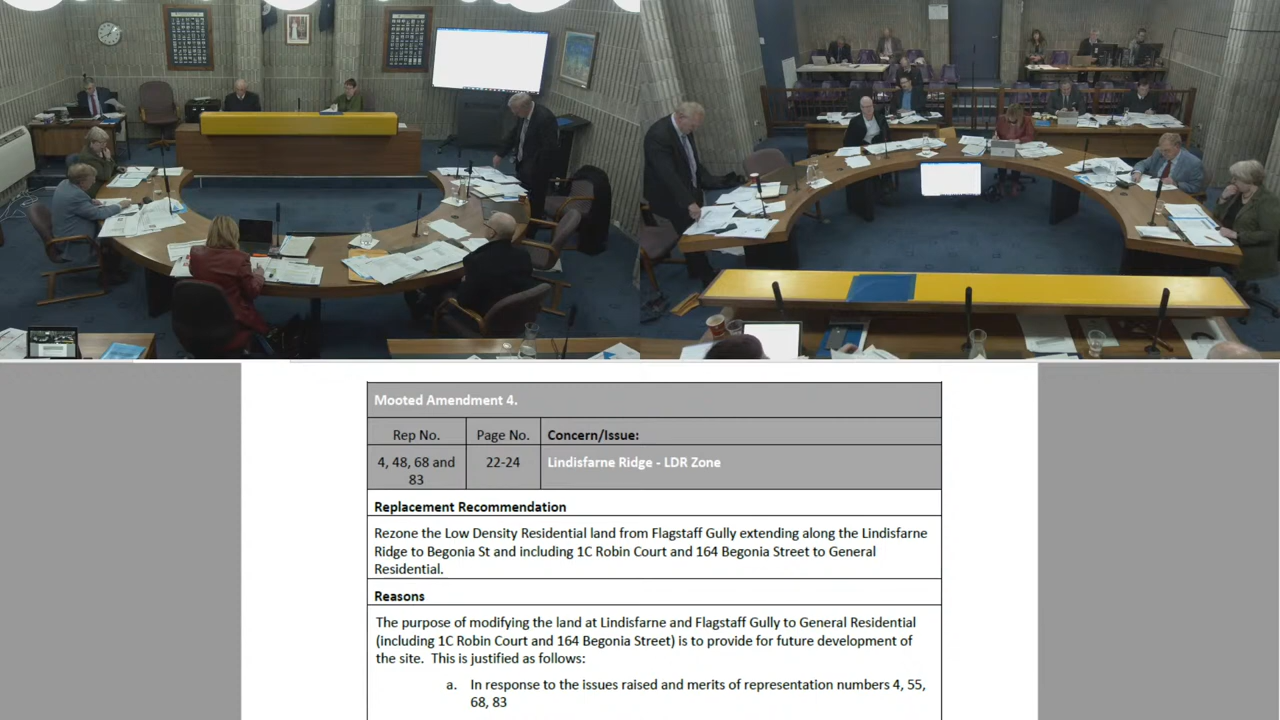 Mooted Amendment 4.
Rep No. Page No. Concern/Issue:
4, 48, 68 and 22-24 Lindisfarne Ridge - LDR Zone
83
Replacement Recommendation
Rezone the Low Density Residential land from Flagstaff Gully extending along the Lindisfarne
Ridge to Begonia St and including 1C Robin Court and 164 Begonia Street to General
Residential.
Reasons
The purpose of modifying the land at Lindisfarne and Flagstaff Gully to General Residential
(including 1C Robin Court and 164 Begonia Street) is to provide for future development of
the site. This is justified as follows:
a. In response to the issues raised and merits of representation numbers 4, 55,
68, 83